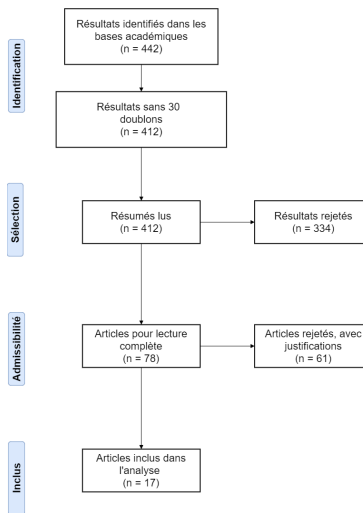 Identification
Résultats identifiés dans les
bases académiques
(n = 442)
Résultats sans 30
doublons
(n = 412)
Sélection
Résumés lus
(n = 412)
Résultats rejetés
(n = 334)
Admissibilité
Articles pour lecture
complète
(n = 78)
Articles rejetés, avec
justifications
(n = 61)
Inclus
Articles inclus dans
l'analyse
(n = 17)